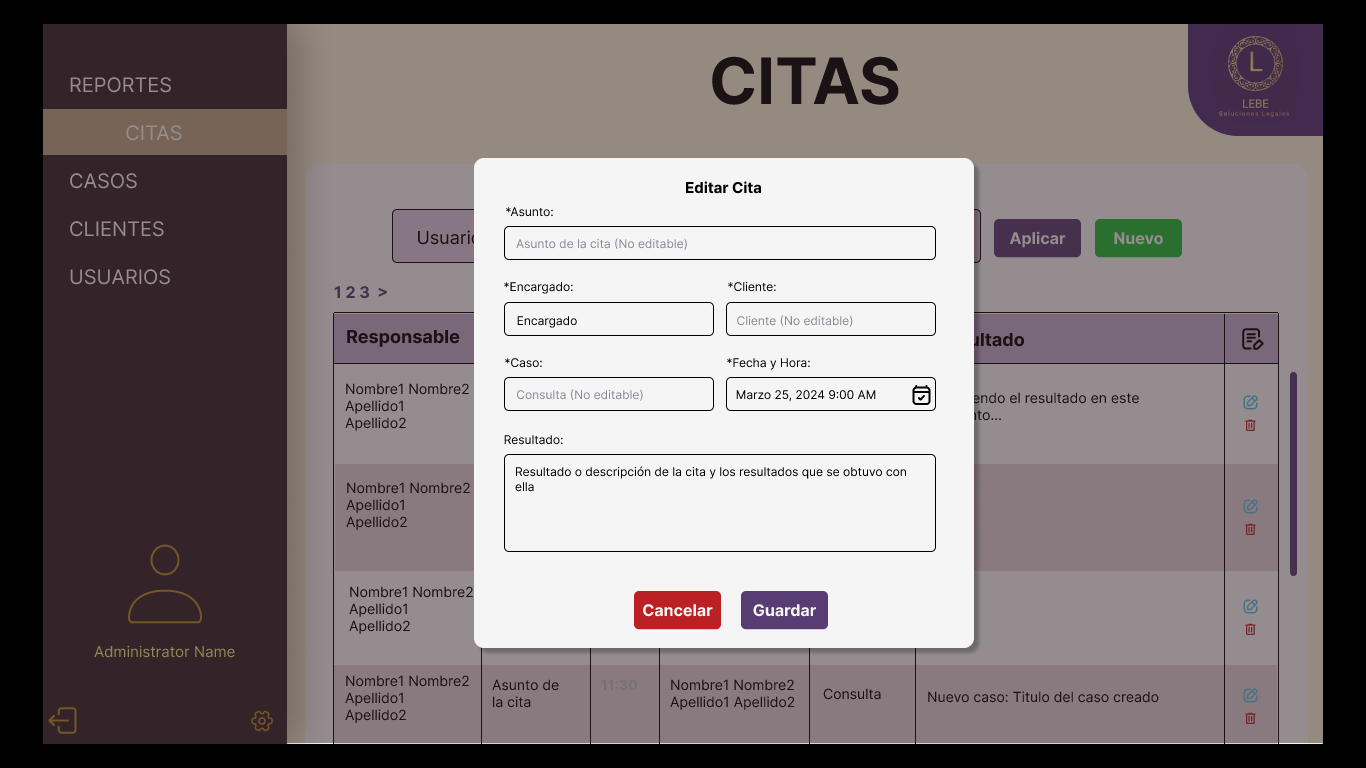 REPORTES
CITAS
CASOS
CLIENTES
USUARIOS
Administrator Name
CITAS
L
LEBE
Soluciones Legales
Aplicar
Nuevo
1 2 3 >
Responsable
Nombre1 Nombre2
Apellido1
Apellido2
Nombre1 Nombre2
Apellido1
Apellido2
Nombre1 Nombre2
Apellido1
Apellido2
Nombre1 Nombre2
Apellido1
Apellido2
Asunto de
la cita
11:30
Nombre1 Nombre2
Apellido1 Apellido2
Consulta
Nuevo caso: Titulo del caso creado
el resultado en este
Editar Cita
*Asunto:
Asunto de la cita (No editable)
*Encargado:
*Cliente:
Encargado
Cliente (No editable)
*Caso:
*Fecha y Hora:
Consulta (No editable)
Marzo 25, 2024 9:00 AM
Resultado:
Resultado o descripción de la cita y los resultados que se obtuvo con
ella
Cancelar
Guardar